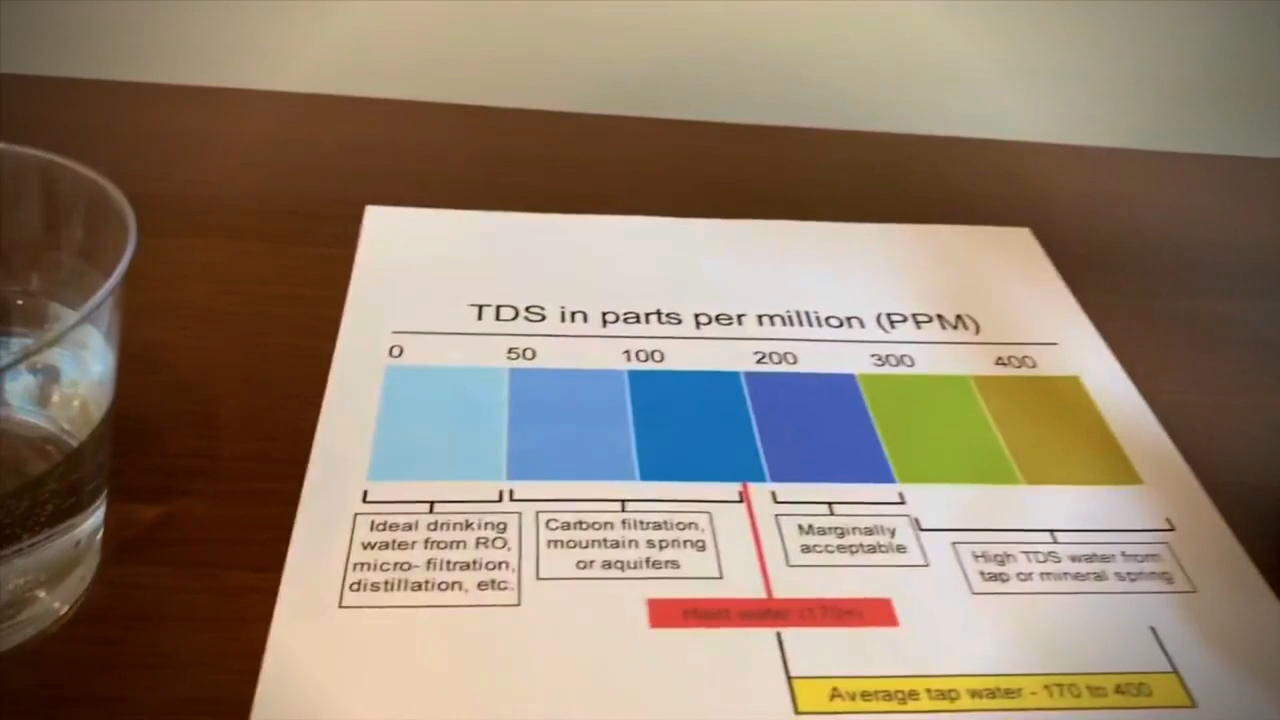 TDS in parts per million (PPM)
0 50 100 200 300 400
Ideal drinking
water from RO,
micro- filtration,
distillation, etc.
Carbon filtration,
mountain spring
or aquifers
Marginally
acceptable
High TDS water from
tap or mineral spring
water (170
Average tap water - 170 to 400